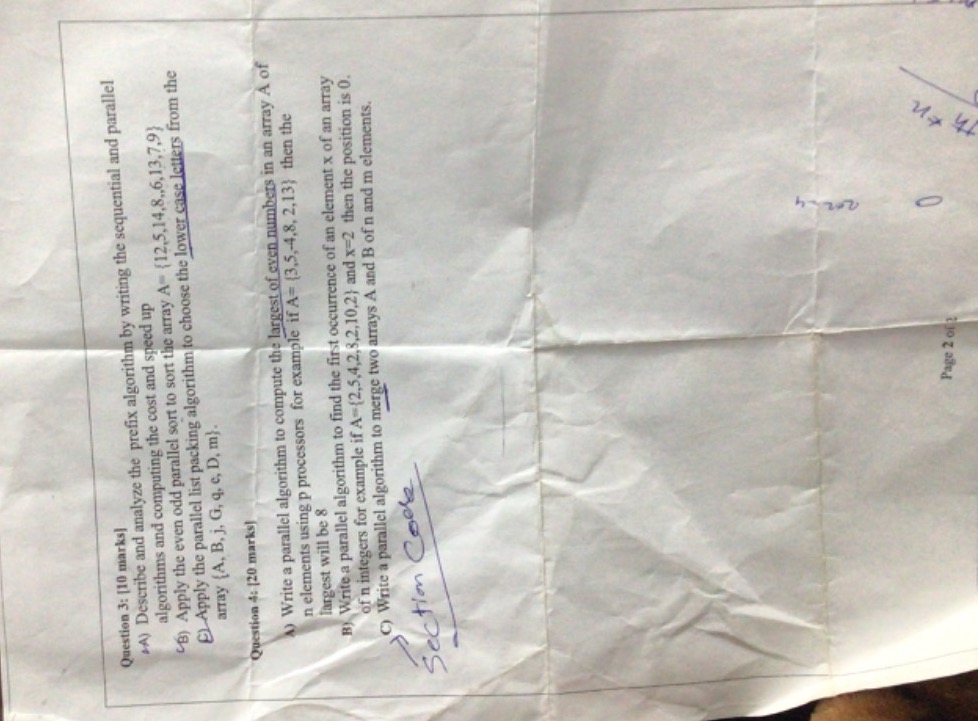 Question 3: [10 marks]
A) Describe and analyze the prefix algorithm by writing the sequential and parallel
algorithms and computing the cost and speed up
B) Apply the even odd parallel sort to sort the array A= {12,5,14,8,,6,13,7,9}
C) Apply the parallel list packing algorithm to choose the lower case letters from the
array {A, B, j, G, q, e, D, m}.
Question 4: [20 marks]
A) Write a parallel algorithm to compute the largest of even numbers in an array A of
n elements using p processors for example if A= {3,5,-4,8, 2,13} then the
largest will be 8
B) Write a parallel algorithm to find the first occurrence of an element x of an array
of n integers for example if A={2,5,4,2,8,2,10,2} and x=2 then the position is 0.
C) Write a parallel algorithm to merge two arrays A and B of n and m elements.
Section Code
Page 2 of 2